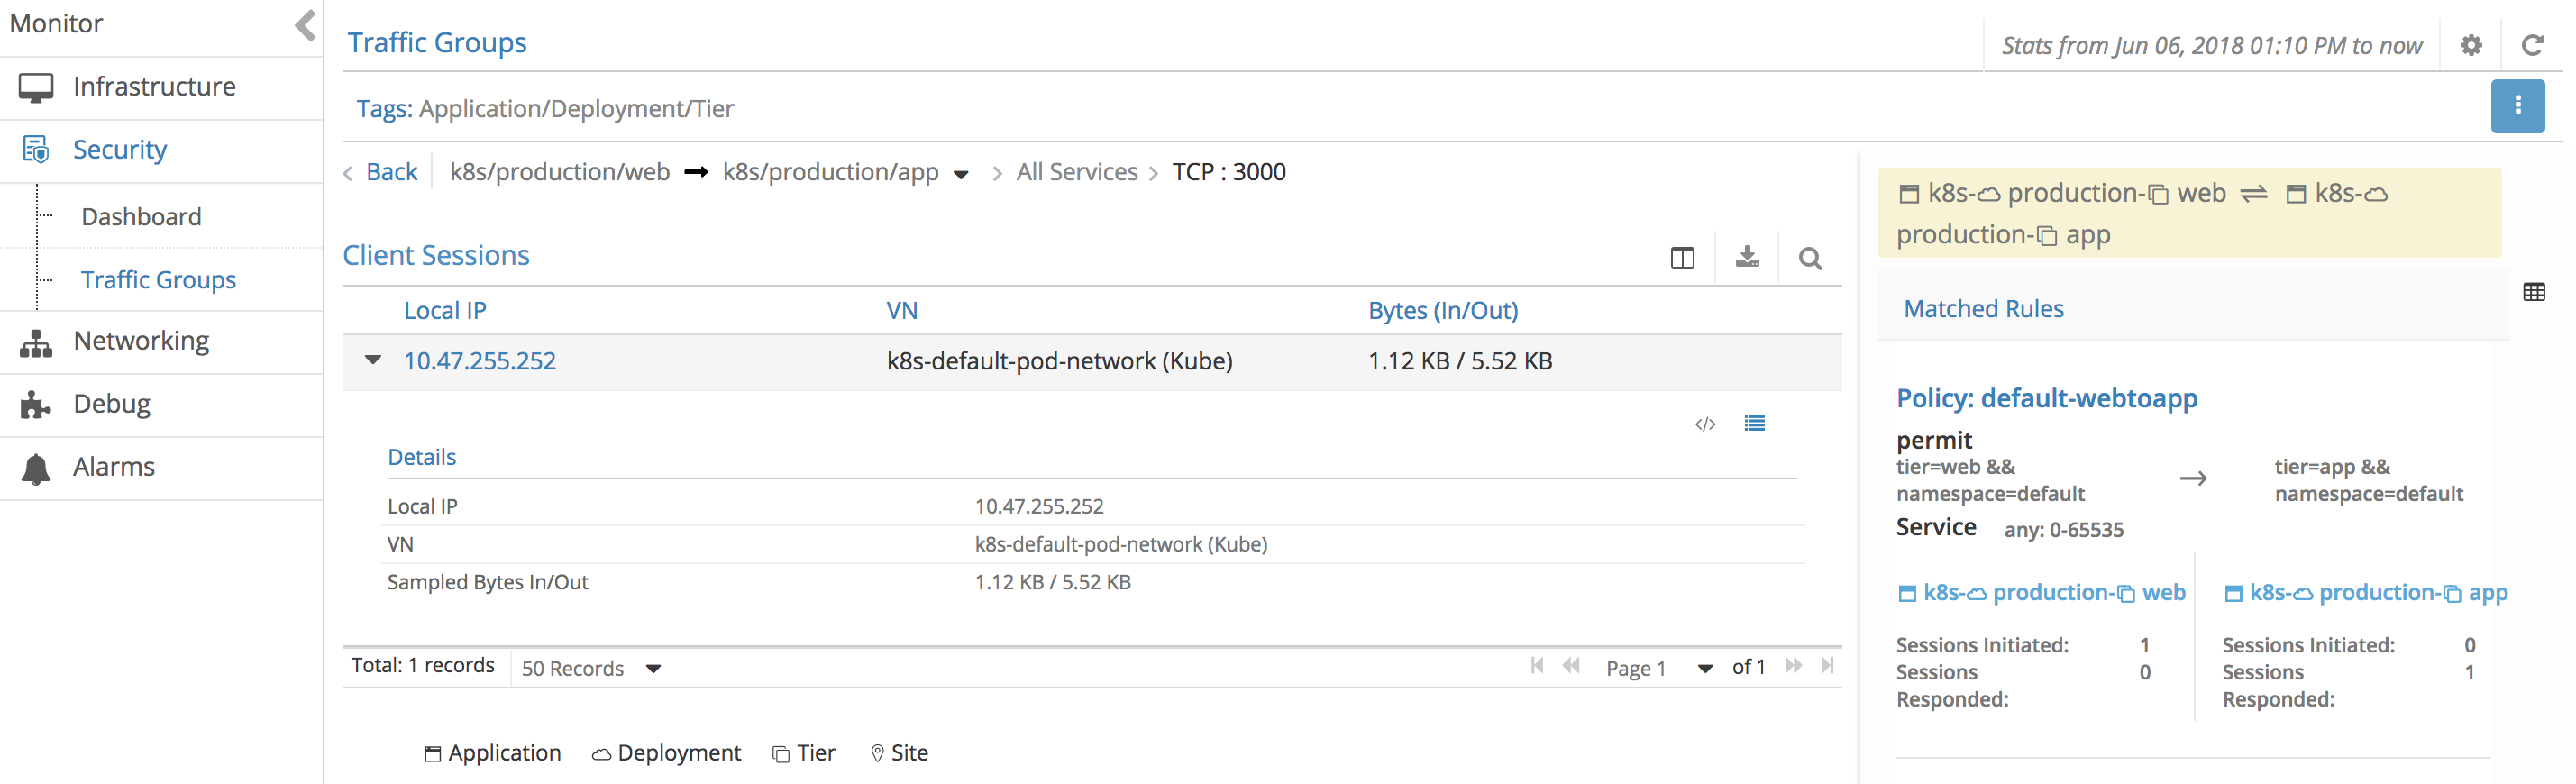 Monitor
Infrastructure
Security
Dashboard
Traffic Groups
Networking
Debug
Alarms
Traffic Groups
Stats from Jun 06, 2018 01:10 PM to now
Tags: Application/Deployment/Tier
Back k8s/production/web → k8s/production/app > All Services > TCP : 3000
Client Sessions
Local IP VN Bytes (In/Out)
10.47.255.252 k8s-default-pod-network (Kube) 1.12 KB / 5.52 KB
</>
Details
Local IP 10.47.255.252
VN k8s-default-pod-network (Kube)
Sampled Bytes In/Out 1.12 KB / 5.52 KB
Total: 1 records 50 Records Page 1 of 1
Application Deployment Tier Site
k8s- production- web ⇌ k8s-
production- app
Matched Rules
Policy: default-webtoapp
permit
tier=web && → tier=app &&
namespace=default namespace=default
Service any: 0-65535
k8s- production- web k8s- production- app
Sessions Initiated: 1 Sessions Initiated: 0
Sessions 0 Sessions 1
Responded: Responded: